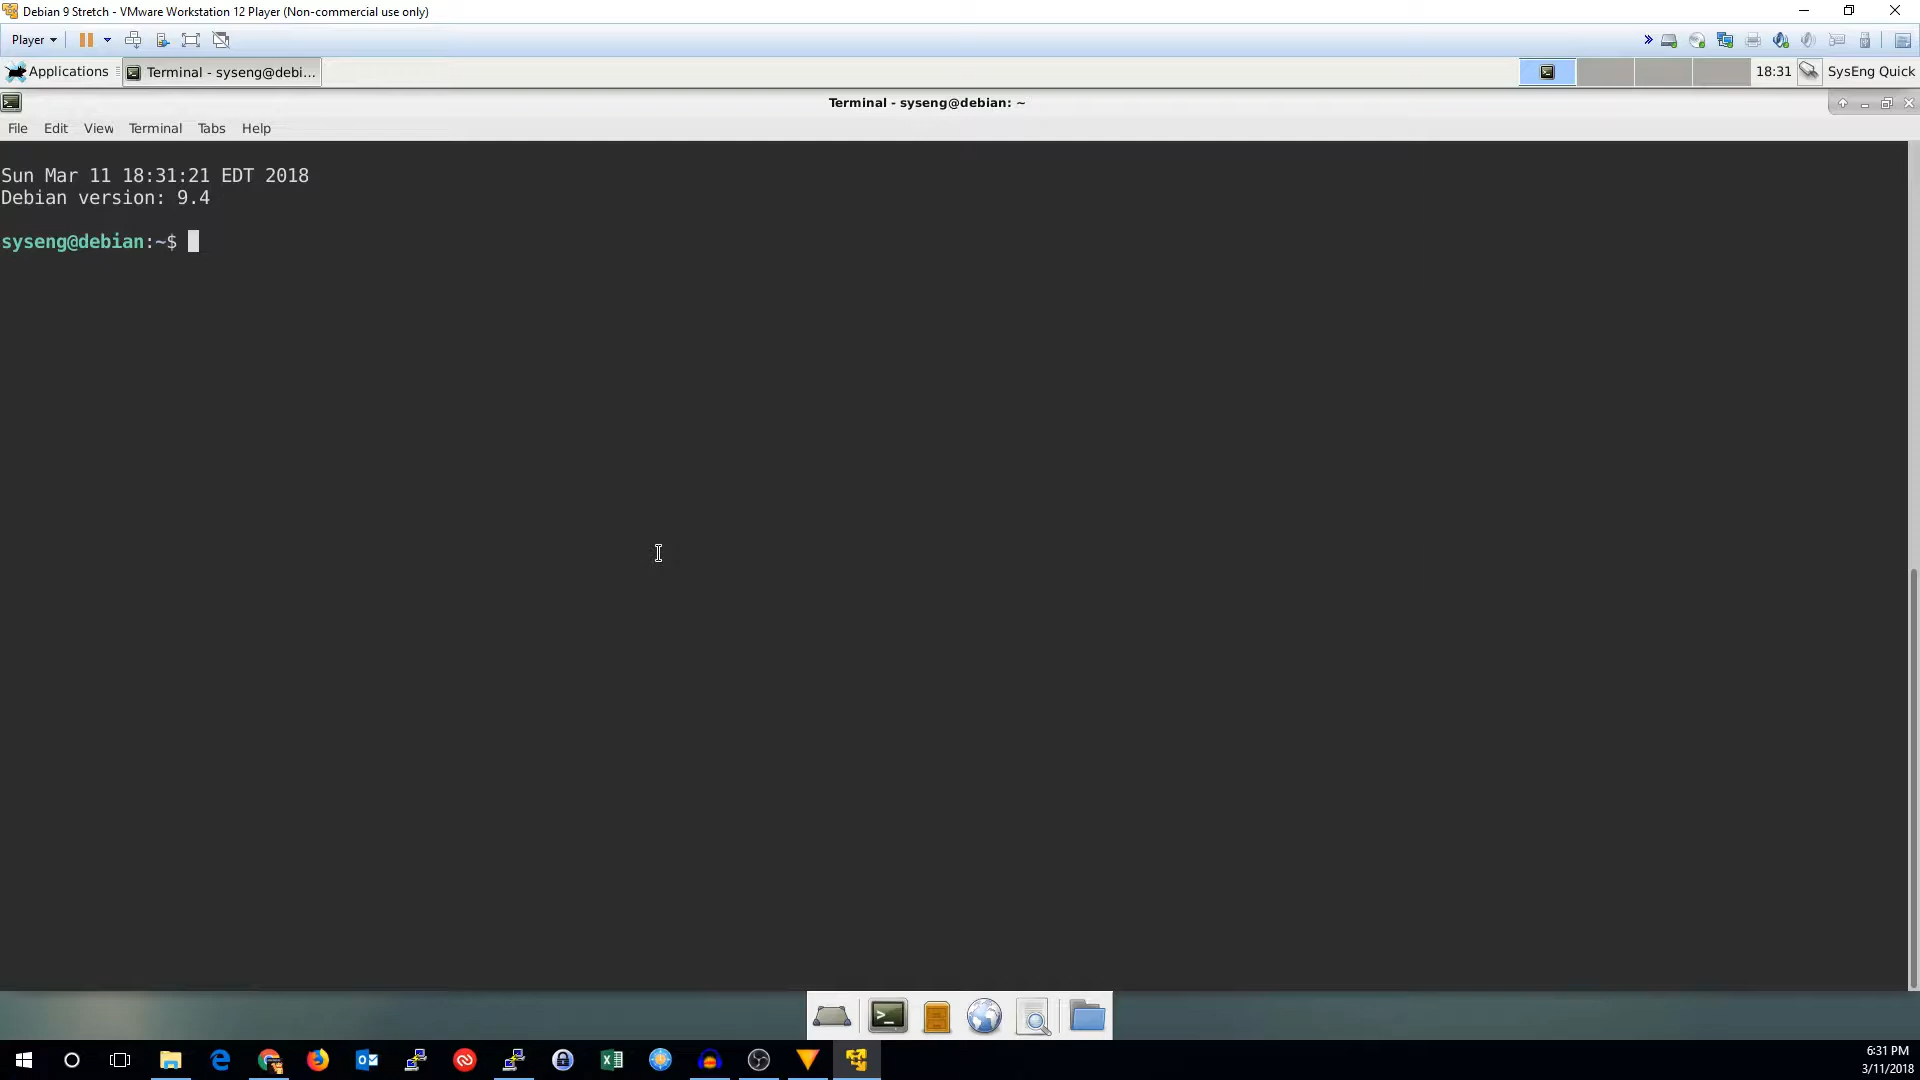 Debian 9 Stretch - VMware Workstation 12 Player (Non-commercial use only)
Player
Applications
Terminal - syseng@debi...
18:31
SysEng Quick
Terminal - syseng@debian: ~
File Edit View Terminal Tabs Help
Sun Mar 11 18:31:21 EDT 2018
Debian version: 9.4
syseng@debian:~$
6:31 PM
3/11/2018